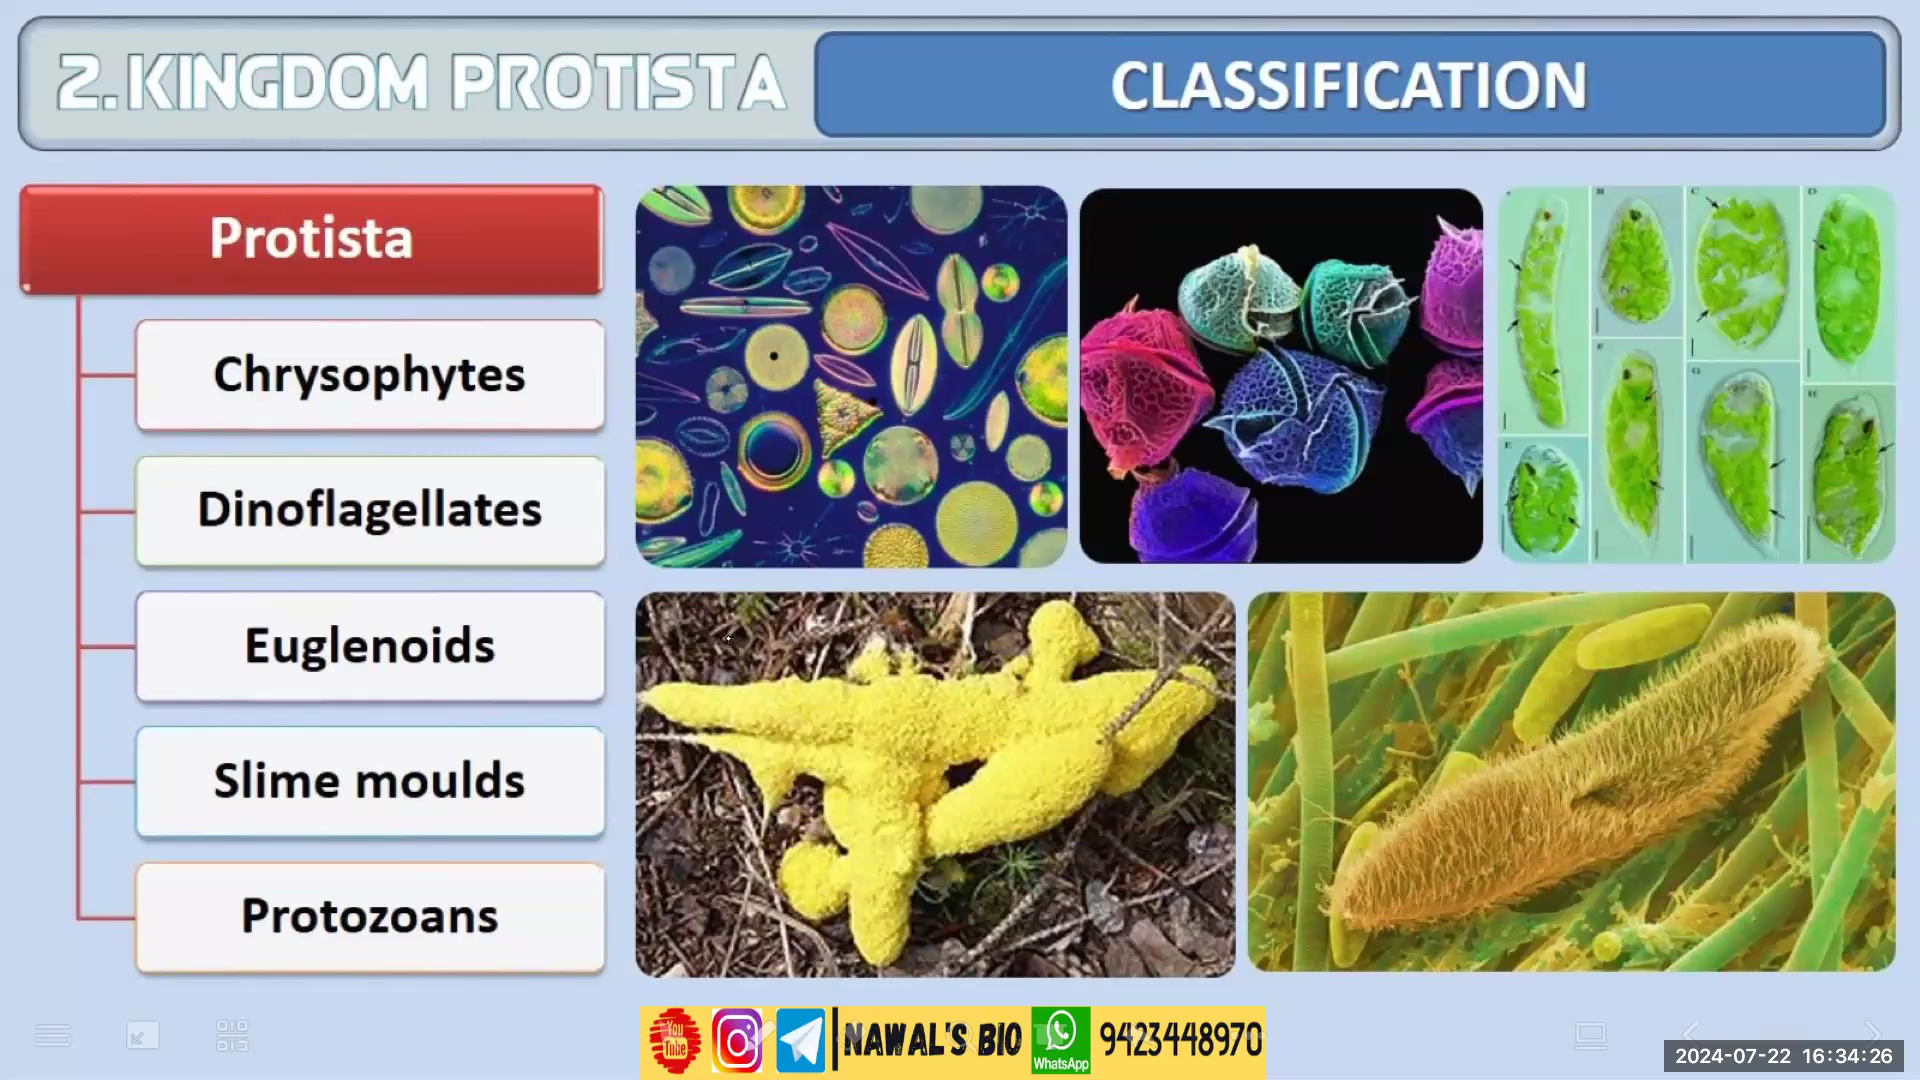 2. KINGDOM PROTISTA
CLASSIFICATION
Protista
Chrysophytes
Dinoflagellates
Euglenoids
Slime moulds
Protozoans
You
Tube
NAWAL'S BIO
WhatsApp
9423448970
2024-07-22 16:34:26